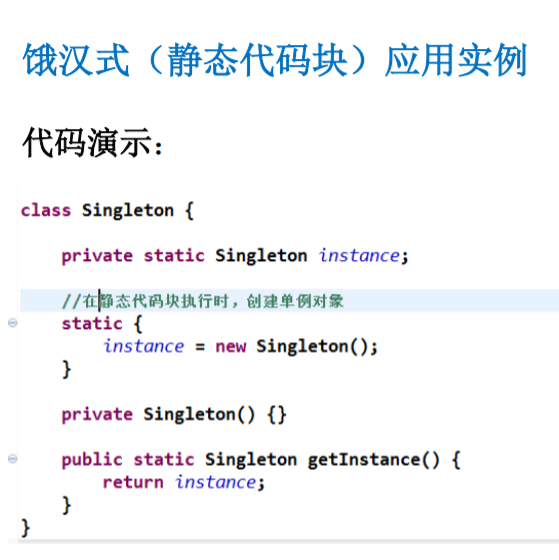 饿汉式（静态代码块）应用实例
代码演示：
class Singleton {
private static Singleton instance;
//在静态代码块执行时，创建单例对象
static {
instance = new Singleton();
}
private Singleton() {}
public static Singleton getInstance() {
return instance;
}
}